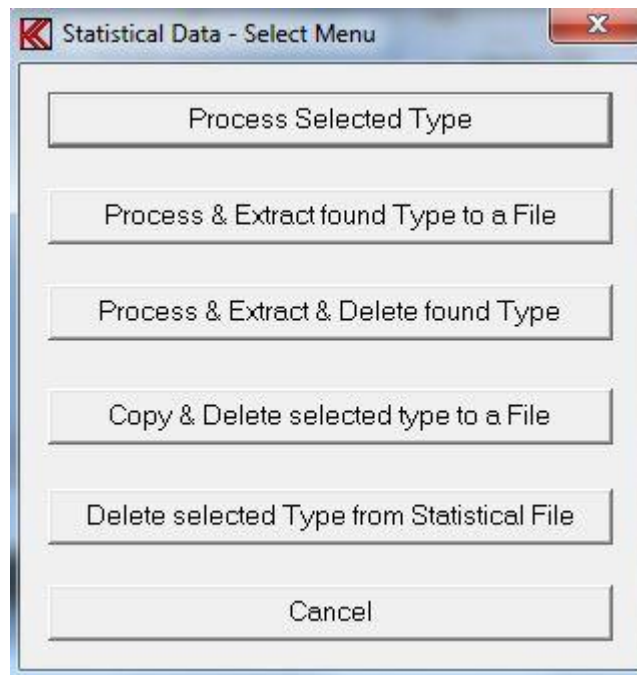 Statistical Data - Select Menu
Process Selected Type
Process & Extract found Type to a File
Process & Extract & Delete found Type
Copy & Delete selected type to a File
Delete selected Type from Statistical File
Cancel